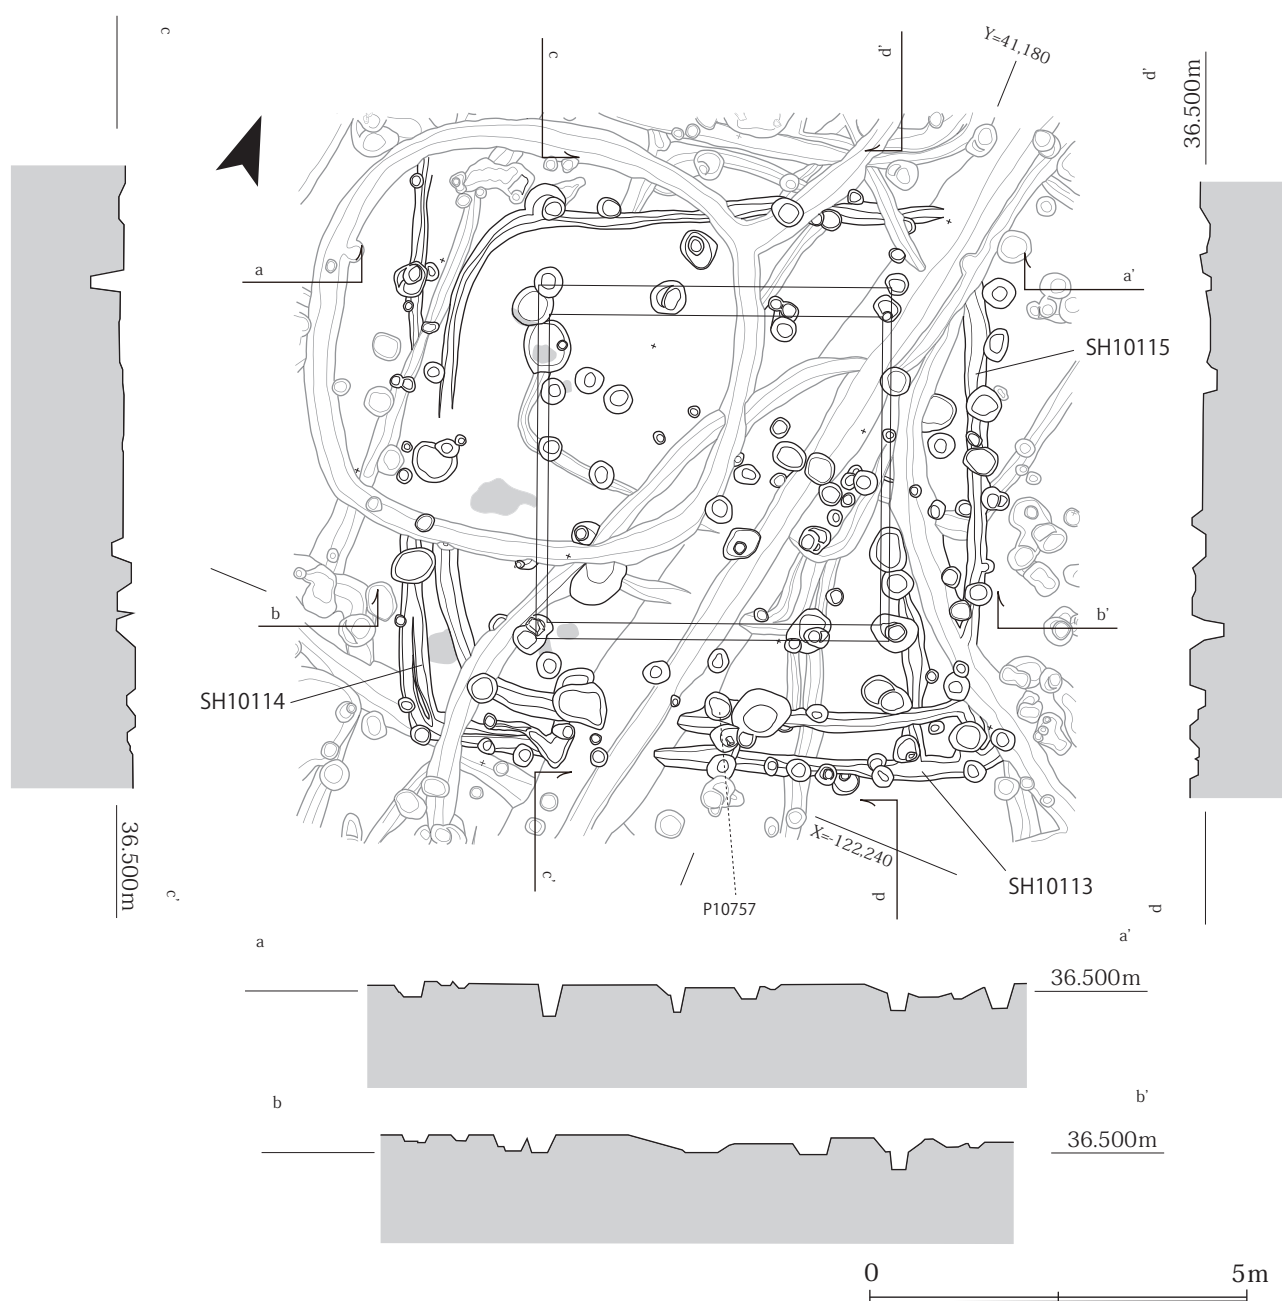 c
c
d'
Y=41,180
d'
36.500m
a
a'
SH10115
b
b'
SH10114
X=-122,240
36.500m
c'
c'
d
d
P10757
SH10113
a
a'
36.500m
b
b'
36.500m
0
5m